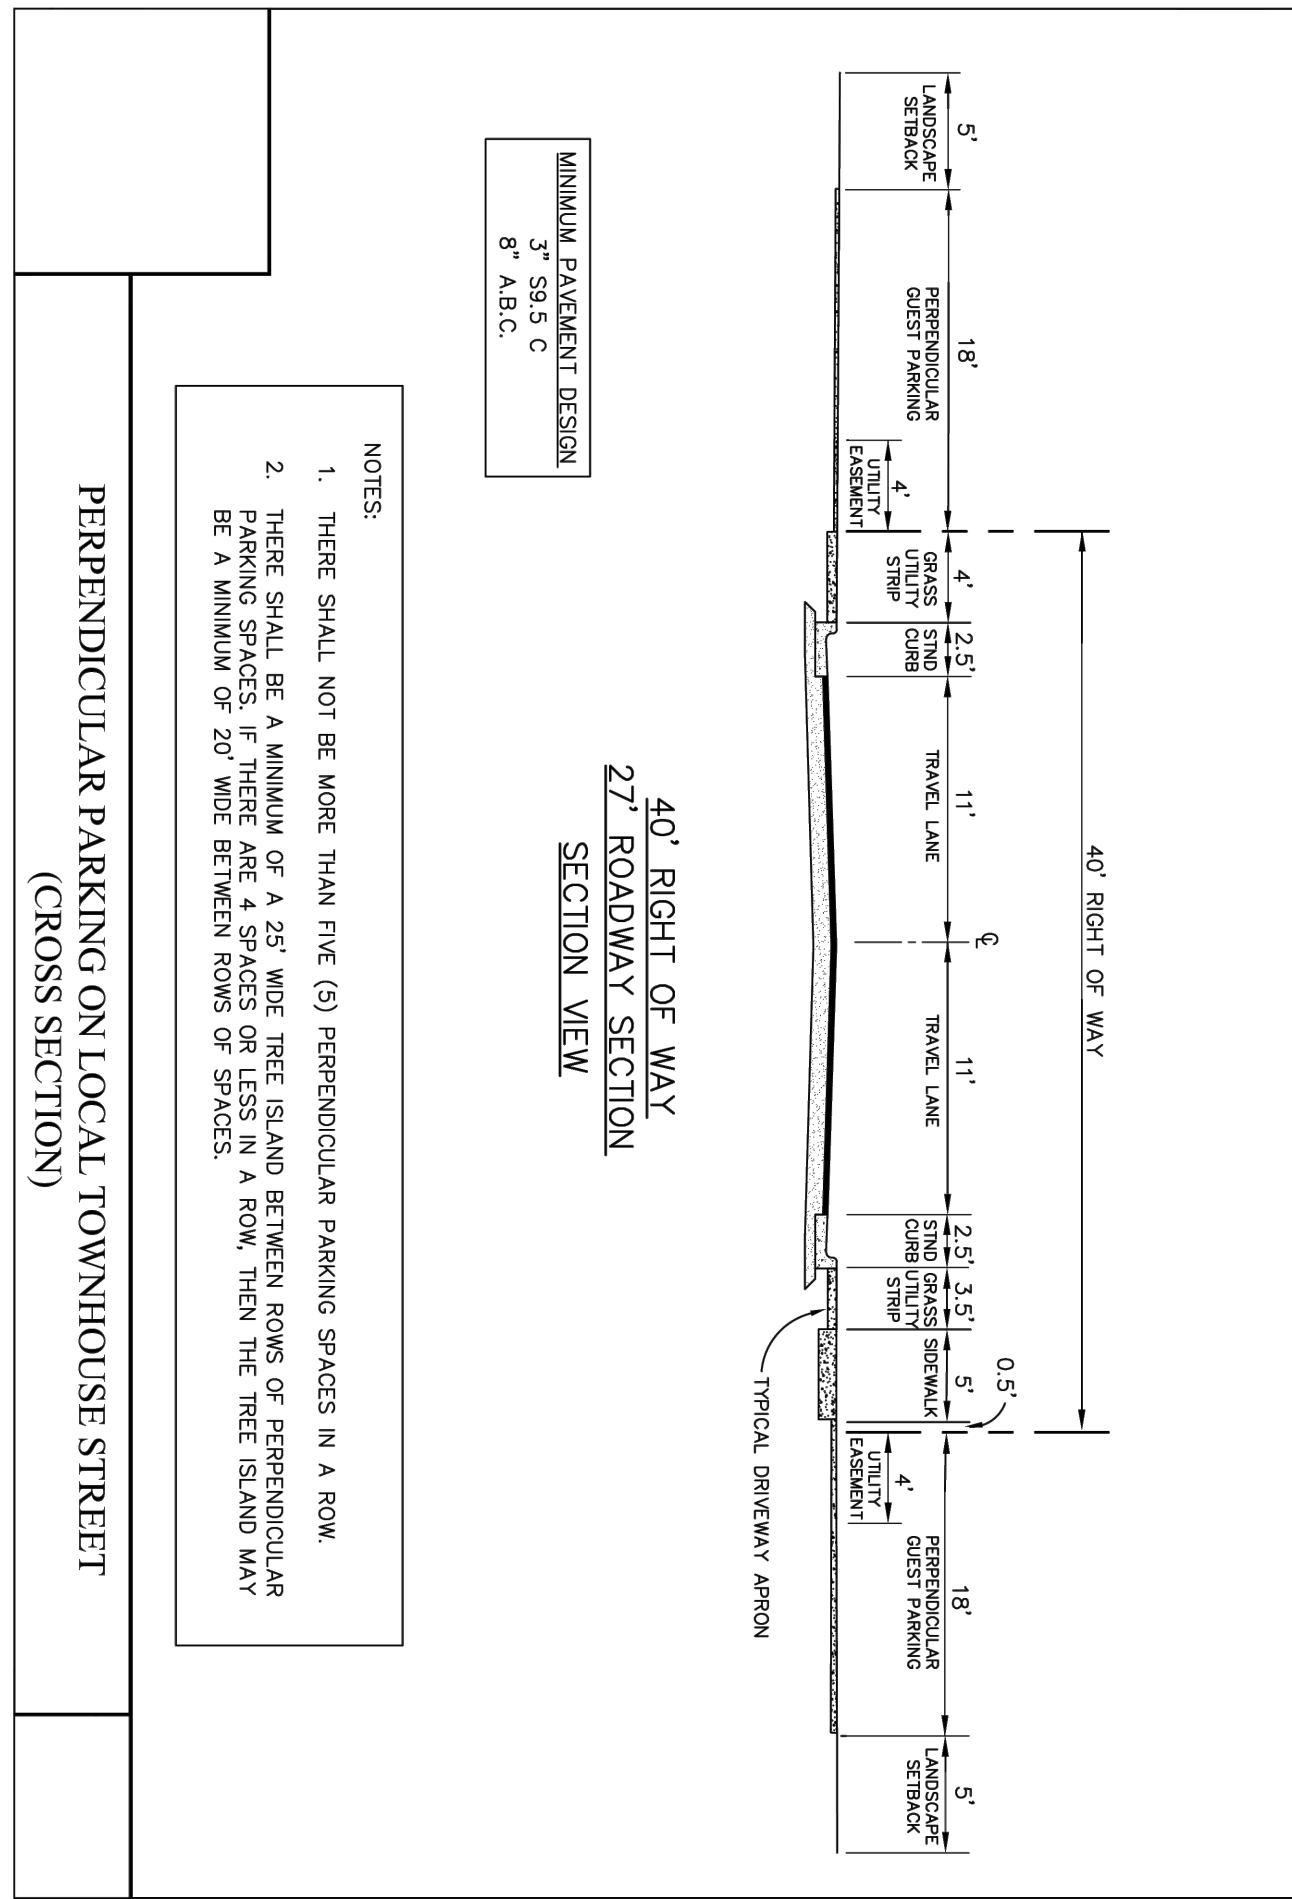 40' RIGHT OF WAY
5'
LANDSCAPE
SETBACK
18'
PERPENDICULAR
GUEST PARKING
4'
UTILITY
EASEMENT
4'
GRASS
UTILITY
STRIP
2.5'
STND
CURB
11'
TRAVEL LANE
℄
11'
TRAVEL LANE
2.5'
STND
CURB
3.5'
GRASS
UTILITY
STRIP
5'
SIDEWALK
0.5'
4'
UTILITY
EASEMENT
18'
PERPENDICULAR
GUEST PARKING
5'
LANDSCAPE
SETBACK
TYPICAL DRIVEWAY APRON
40' RIGHT OF WAY
27' ROADWAY SECTION
SECTION VIEW
MINIMUM PAVEMENT DESIGN
3" S9.5 C
8" A.B.C.
NOTES:
1. THERE SHALL NOT BE MORE THAN FIVE (5) PERPENDICULAR PARKING SPACES IN A ROW.
2. THERE SHALL BE A MINIMUM OF A 25' WIDE TREE ISLAND BETWEEN ROWS OF PERPENDICULAR
PARKING SPACES. IF THERE ARE 4 SPACES OR LESS IN A ROW, THEN THE TREE ISLAND MAY
BE A MINIMUM OF 20' WIDE BETWEEN ROWS OF SPACES.
PERPENDICULAR PARKING ON LOCAL TOWNHOUSE STREET
(CROSS SECTION)